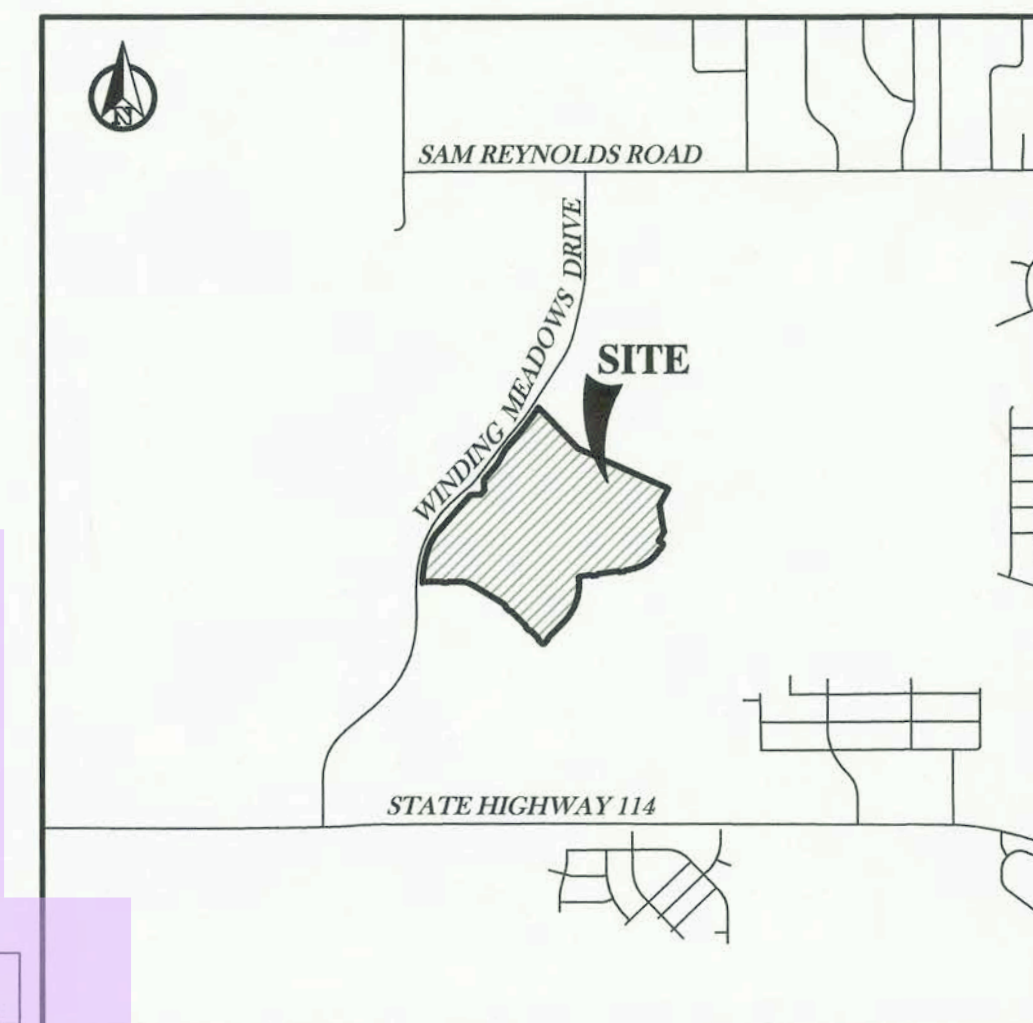 N
SAM REYNOLDS ROAD
WINDING MEADOWS DRIVE
SITE
STATE HIGHWAY 114